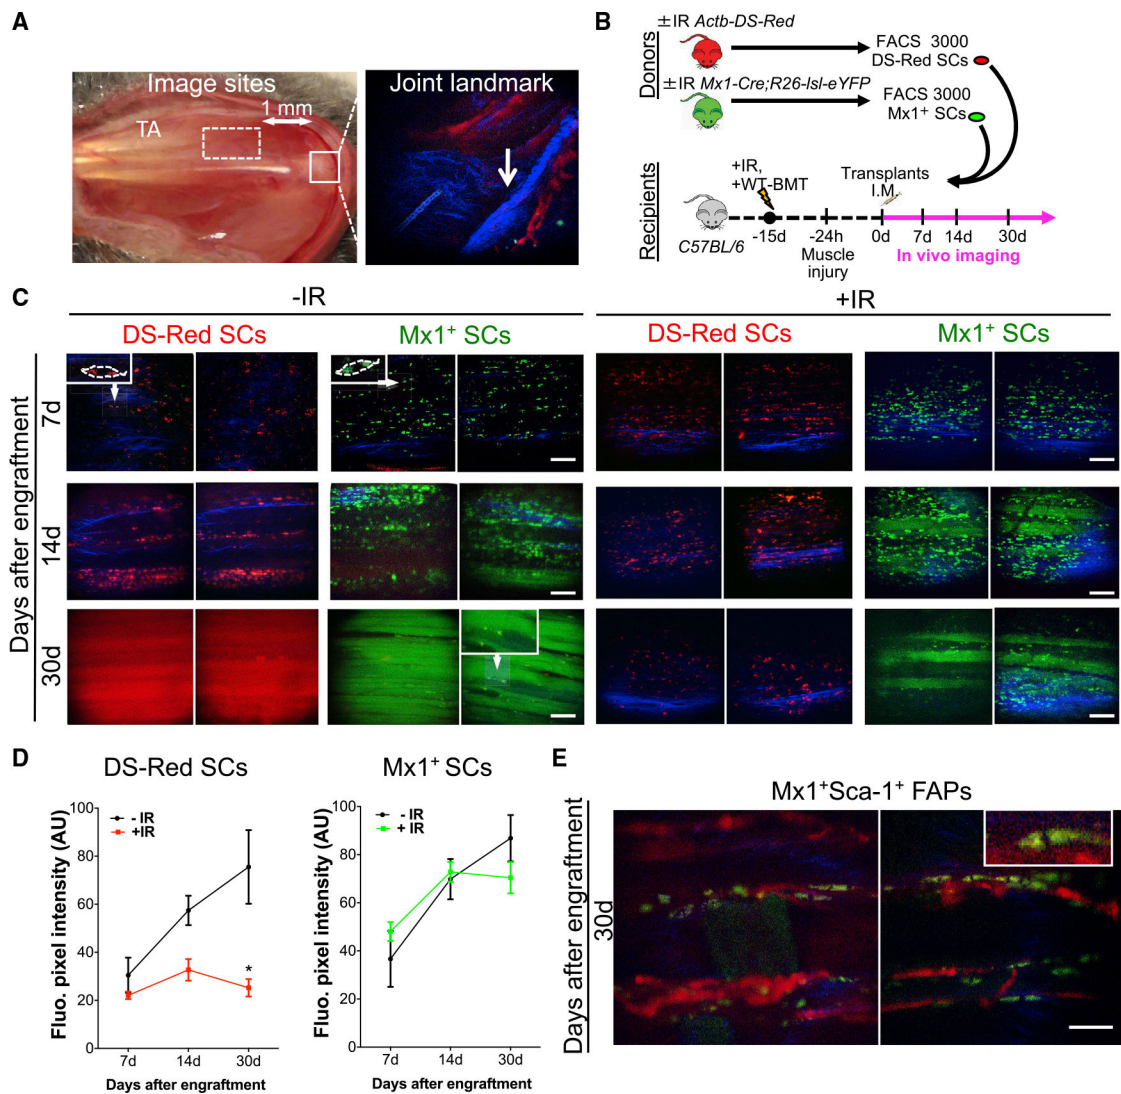 A
Image sites
1 mm
TA
Joint landmark
B
Donors
±IR Actb-DS-Red
FACS 3000
DS-Red SCs
±IR Mx1-Cre;R26-lsl-eYFP
FACS 3000
Mx1+ SCs
Recipients
+IR,
+WT-BMT
Transplants
I.M.
C57BL/6
-15d
-24h
Muscle
injury
0d
7d
14d
30d
In vivo imaging
C
-IR
+IR
DS-Red SCs
Mx1+ SCs
DS-Red SCs
Mx1+ SCs
Days after engraftment
7d
14d
30d
D
DS-Red SCs
Fluo. pixel intensity (AU)
100
80
60
40
20
0
- IR
+IR
*
7d
14d
30d
Days after engraftment
Mx1+ SCs
Fluo. pixel intensity (AU)
100
80
60
40
20
0
- IR
+ IR
7d
14d
30d
Days after engraftment
E
Mx1+Sca-1+ FAPs
Days after engraftment
30d